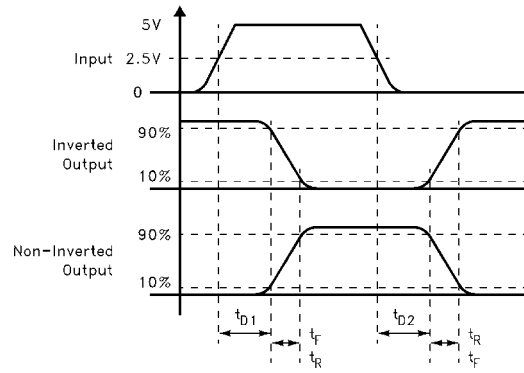 5V
Input 2.5V
0
Inverted
Output
90%
10%
Non-Inverted
Output
90%
10%
tD1 tF tD2 tR
tR tF